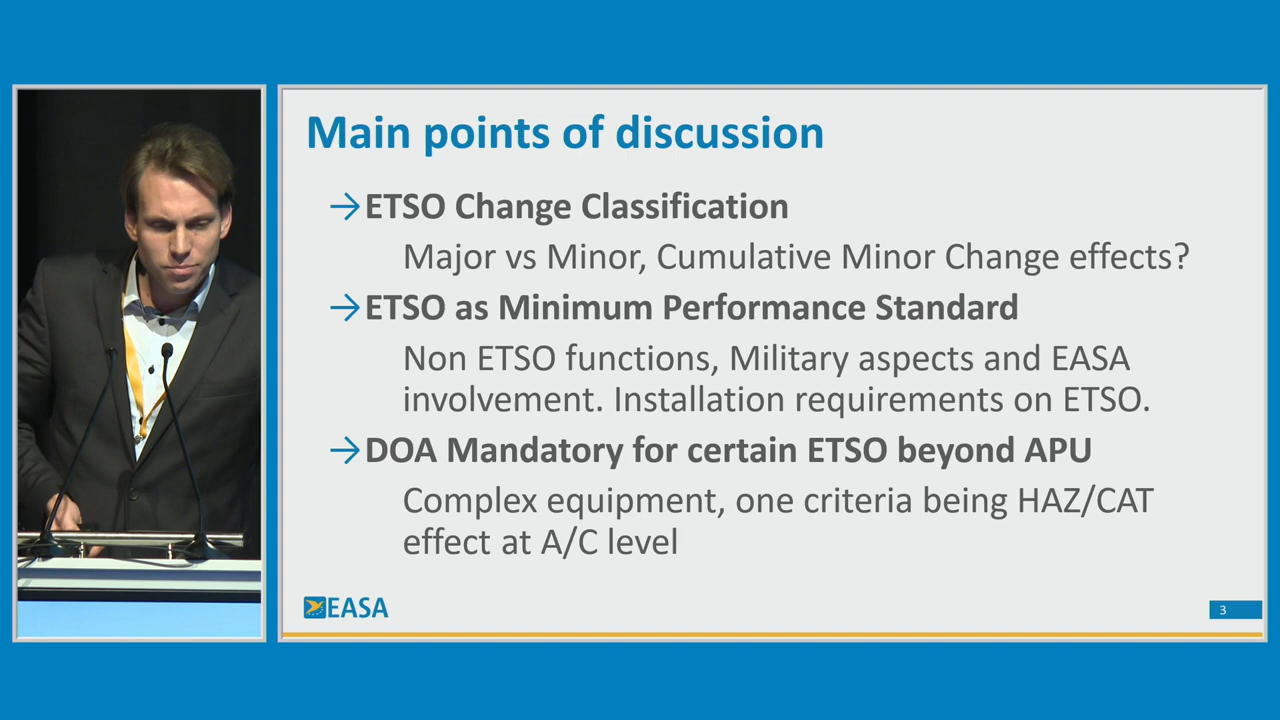 Main points of discussion
→ETSO Change Classification
Major vs Minor, Cumulative Minor Change effects?
→ETSO as Minimum Performance Standard
Non ETSO functions, Military aspects and EASA
involvement. Installation requirements on ETSO.
→DOA Mandatory for certain ETSO beyond APU
Complex equipment, one criteria being HAZ/CAT
effect at A/C level
EASA
3